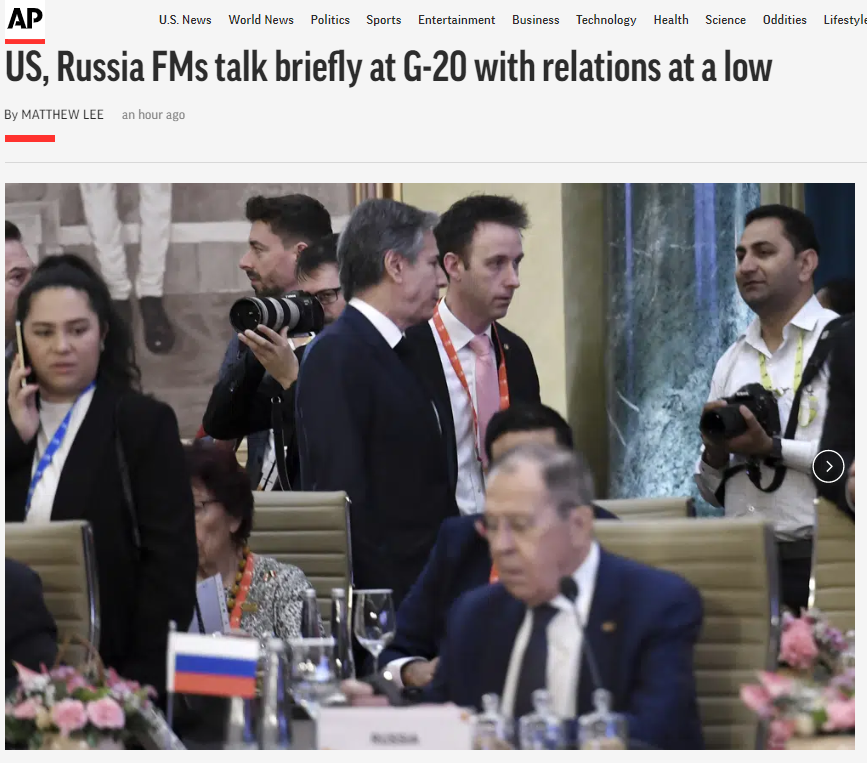 AP
U.S. News World News Politics Sports Entertainment Business Technology Health Science Oddities Lifestyle
US, Russia FMs talk briefly at G-20 with relations at a low
By MATTHEW LEE an hour ago
RUSSIA